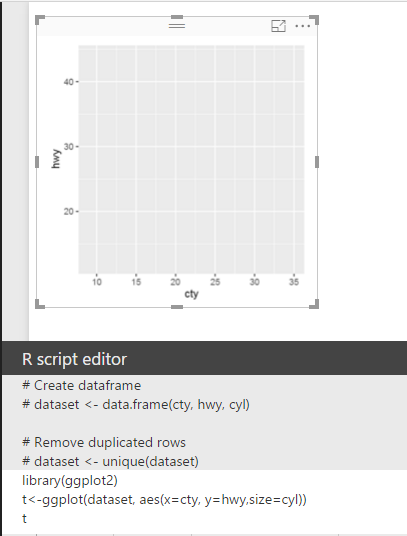 40
30
20
hwy
10 15 20 25 30 35
cty
R script editor
# Create dataframe
# dataset <- data.frame(cty, hwy, cyl)
# Remove duplicated rows
# dataset <- unique(dataset)
library(ggplot2)
t<-ggplot(dataset, aes(x=cty, y=hwy,size=cyl))
t